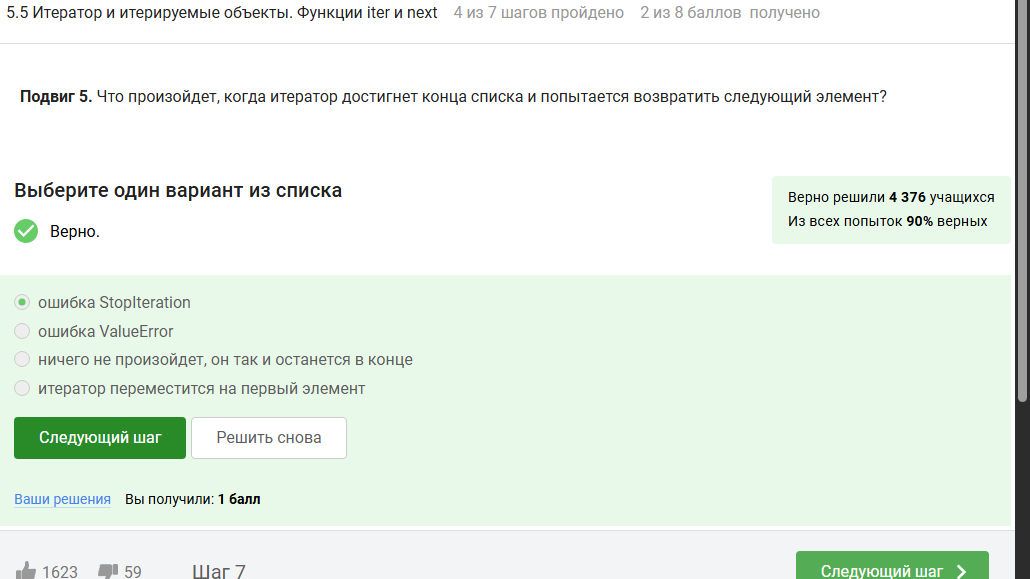 5.5 Итератор и итерируемые объекты. Функции iter и next 4 из 7 шагов пройдено 2 из 8 баллов получено
Подвиг 5. Что произойдет, когда итератор достигнет конца списка и попытается возвратить следующий элемент?
Выберите один вариант из списка
Верно решили 4 376 учащихся
Из всех попыток 90% верных
Верно.
ошибка StopIteration
ошибка ValueError
ничего не произойдет, он так и останется в конце
итератор переместится на первый элемент
Следующий шаг Решить снова
Ваши решения Вы получили: 1 балл
1623 59 Шаг 7 Следующий шаг